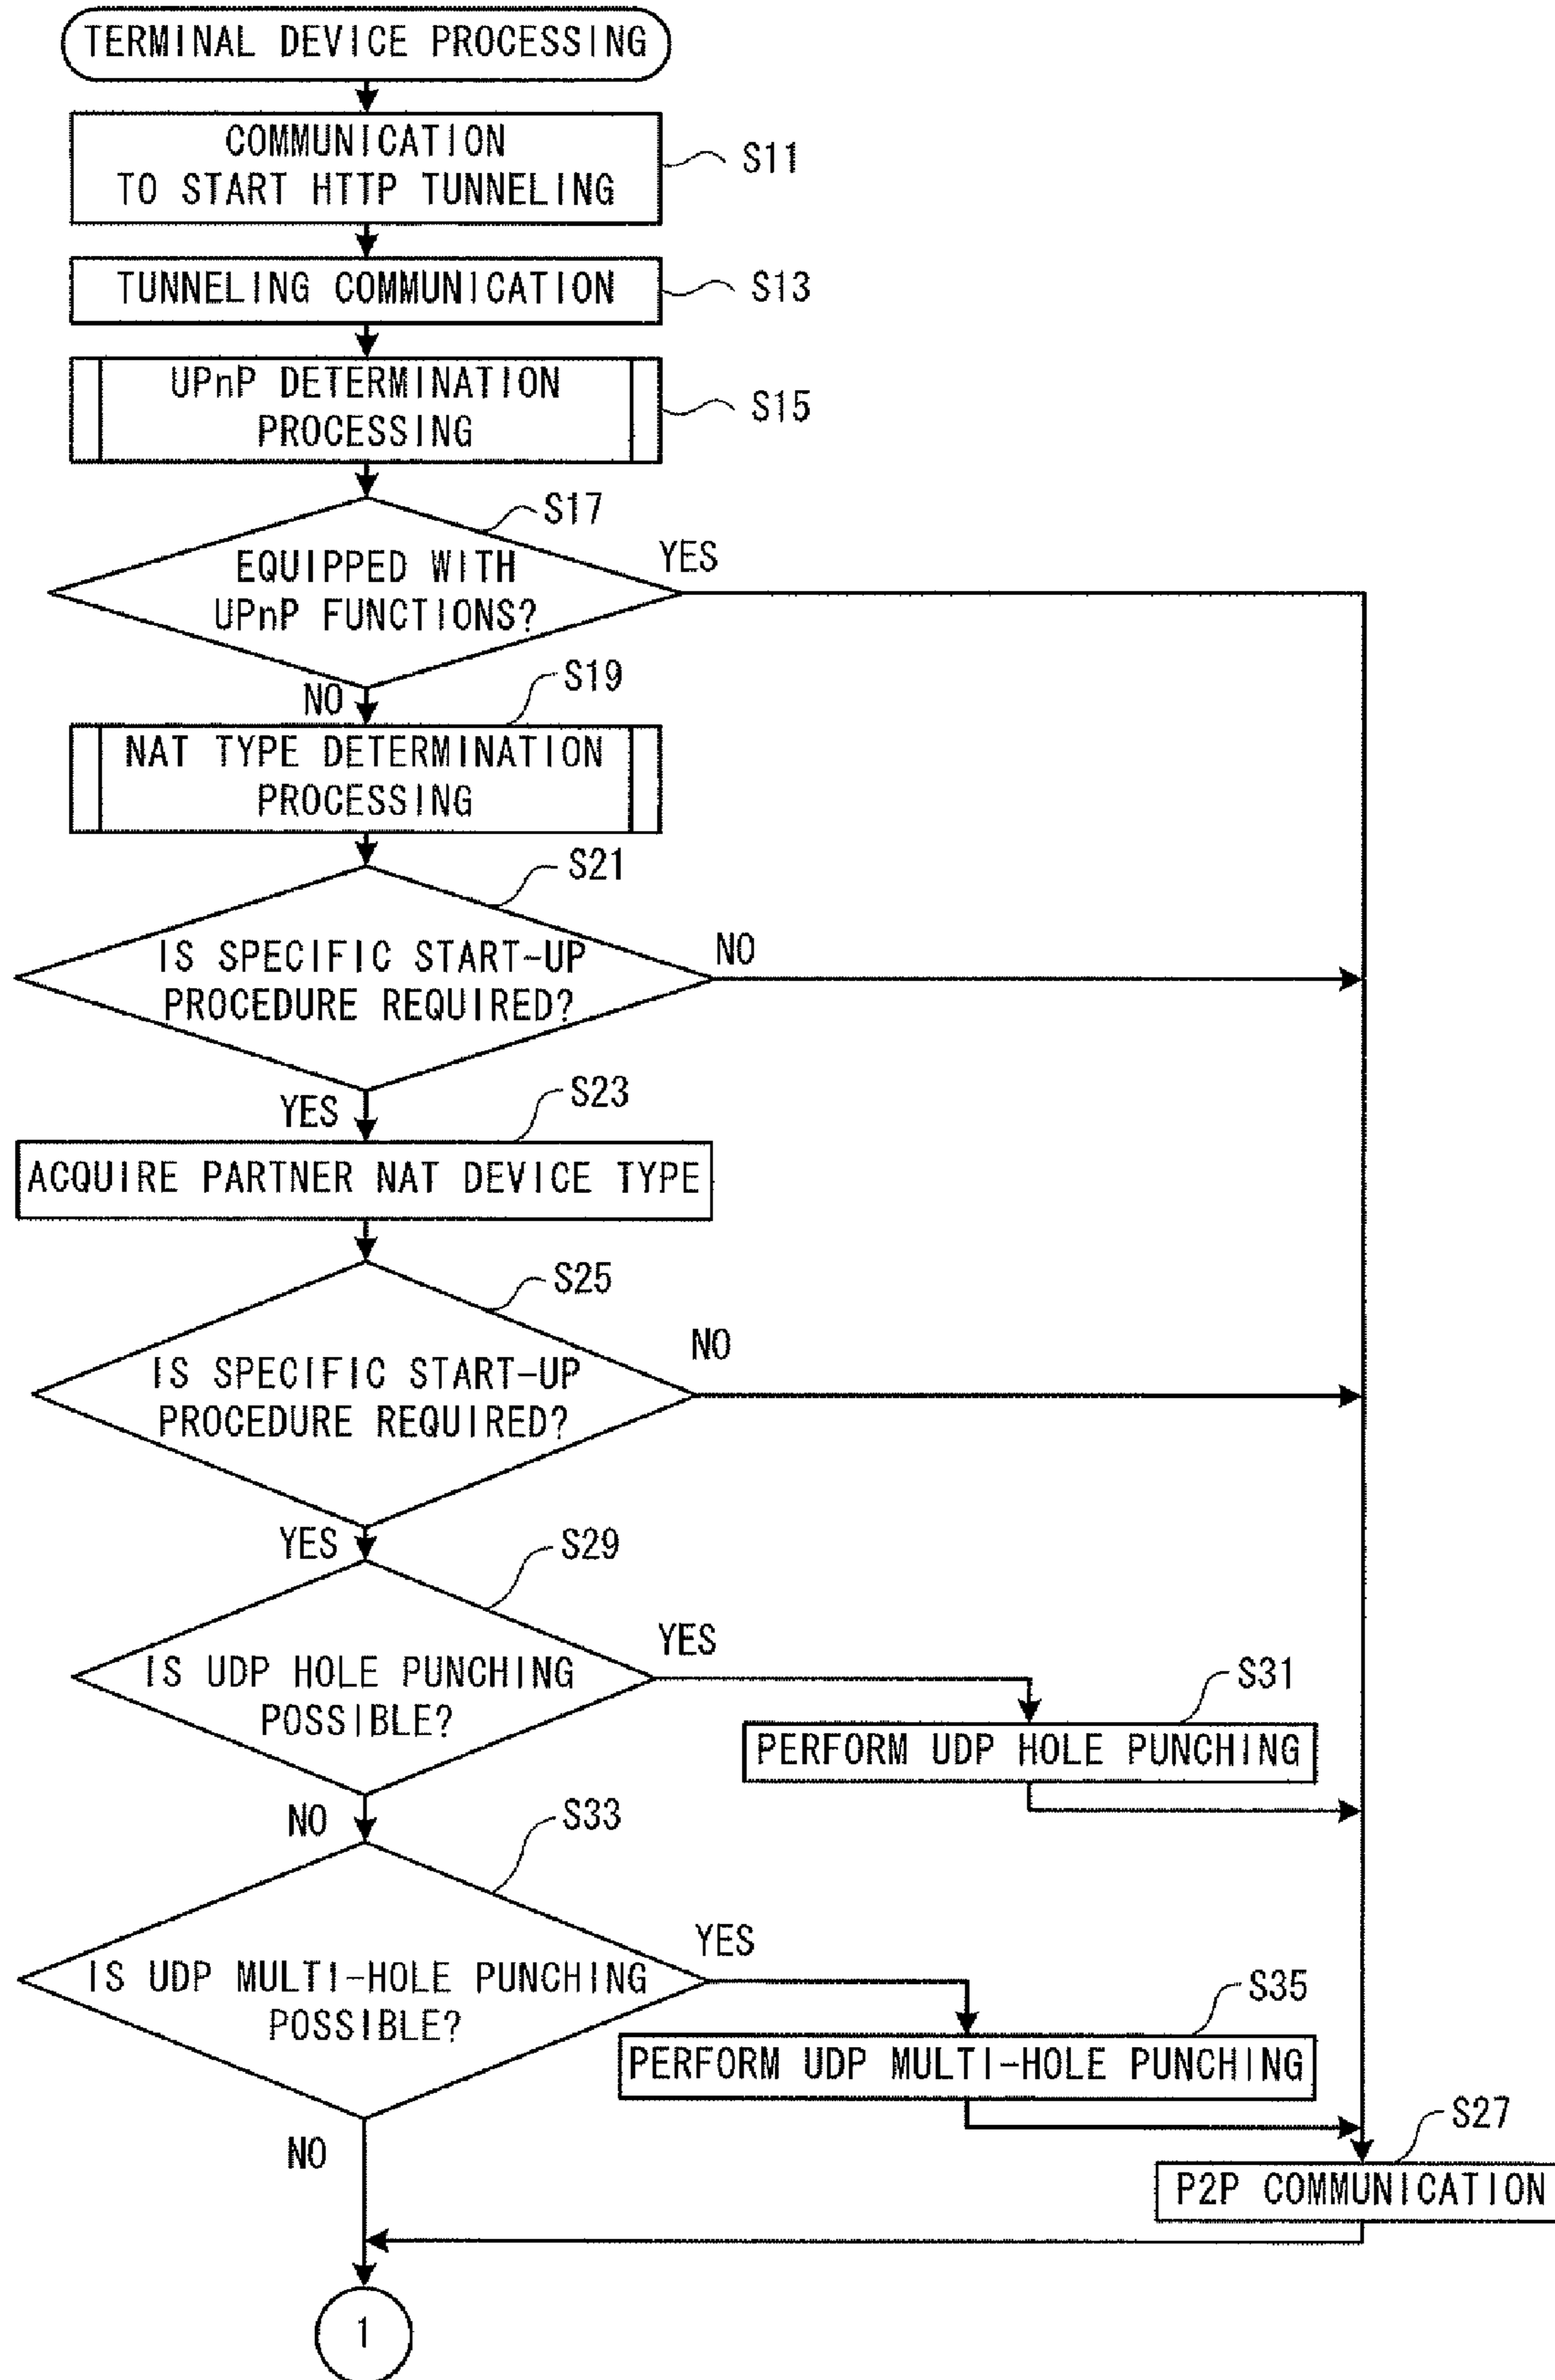 TERMINAL DEVICE PROCESSING
COMMUNICATION
TO START HTTP TUNNELING
S11
TUNNELING COMMUNICATION
S13
UPnP DETERMINATION
PROCESSING
S15
S17
EQUIPPED WITH
UPnP FUNCTIONS?
YES
NO
S19
NAT TYPE DETERMINATION
PROCESSING
S21
IS SPECIFIC START-UP
PROCEDURE REQUIRED?
NO
YES
S23
ACQUIRE PARTNER NAT DEVICE TYPE
S25
IS SPECIFIC START-UP
PROCEDURE REQUIRED?
NO
YES
S29
IS UDP HOLE PUNCHING
POSSIBLE?
YES
S31
PERFORM UDP HOLE PUNCHING
NO
S33
IS UDP MULTI-HOLE PUNCHING
POSSIBLE?
YES
S35
PERFORM UDP MULTI-HOLE PUNCHING
NO
S27
P2P COMMUNICATION
1